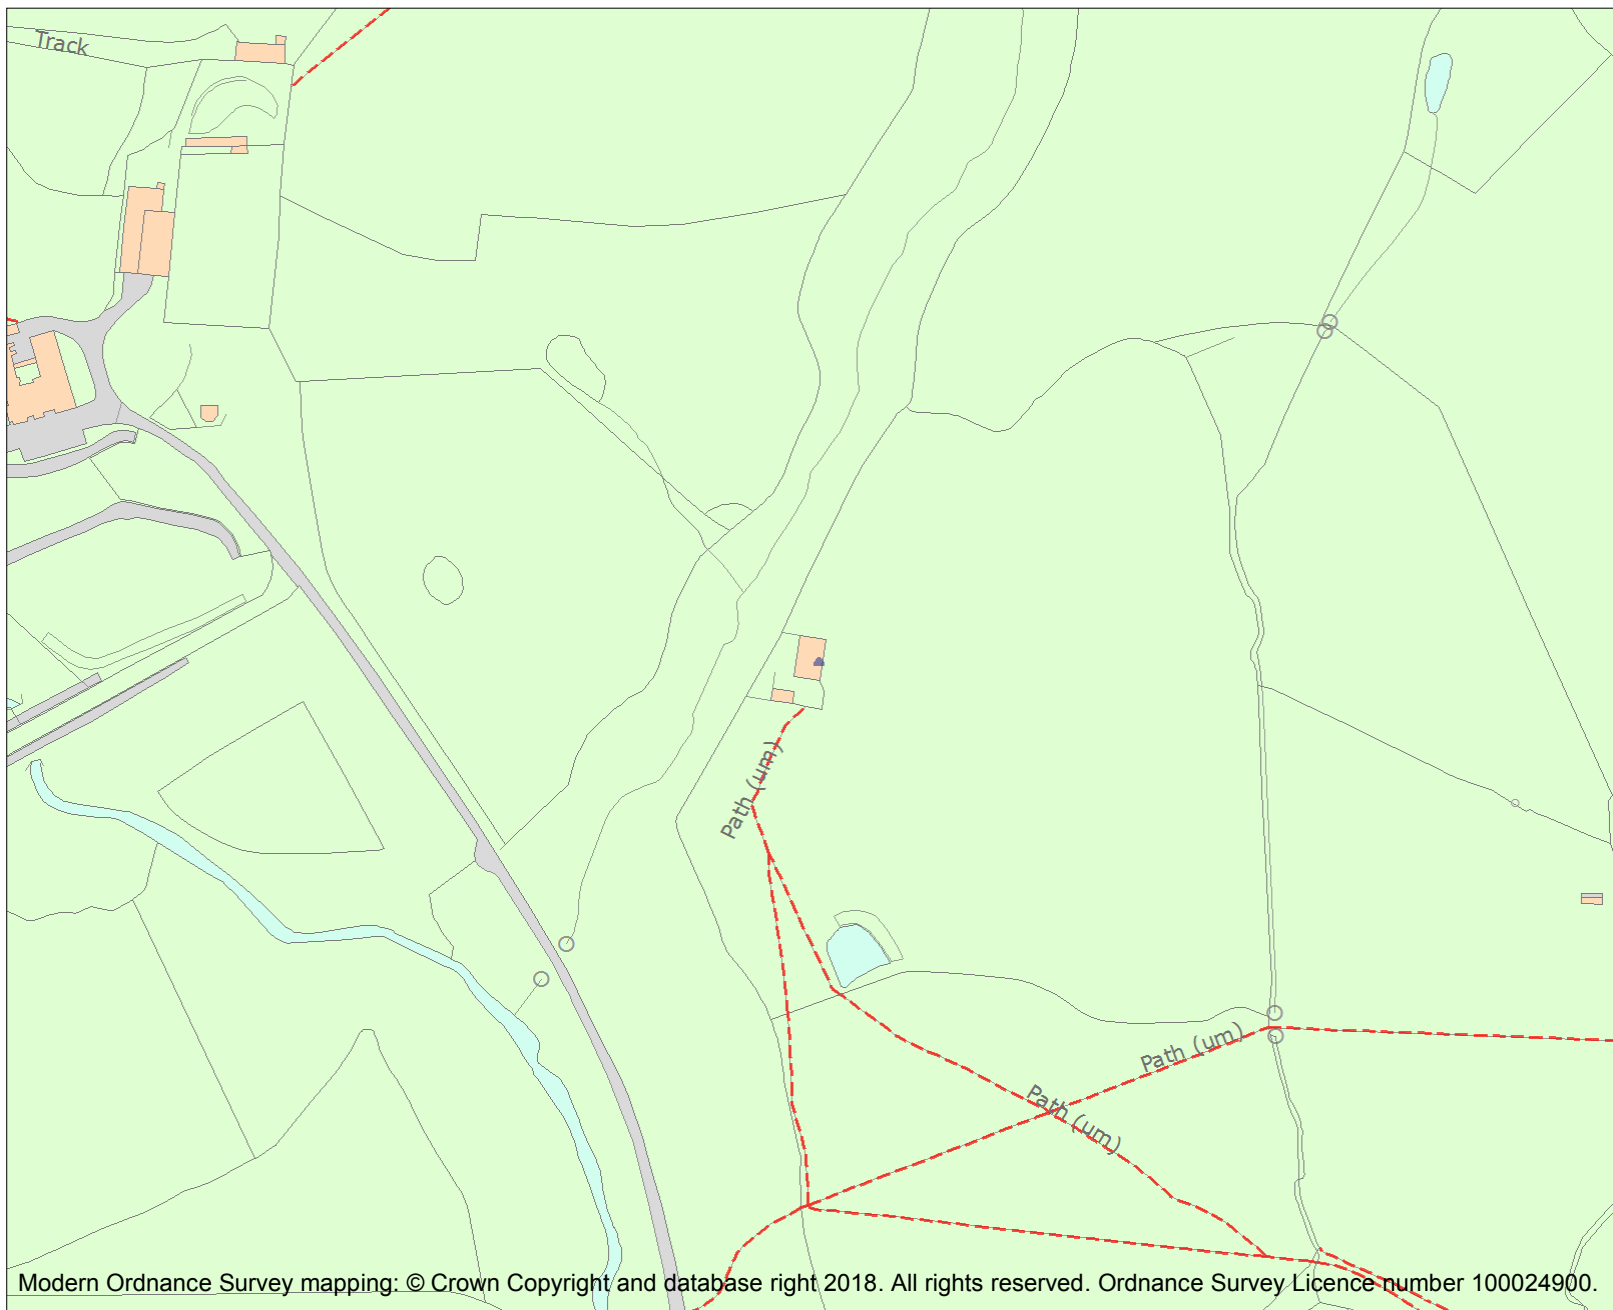 Track
Path (um)
Path (um)
Path (um)
Modern Ordnance Survey mapping: © Crown Copyright and database right 2018. All rights reserved. Ordnance Survey Licence number 100024900.